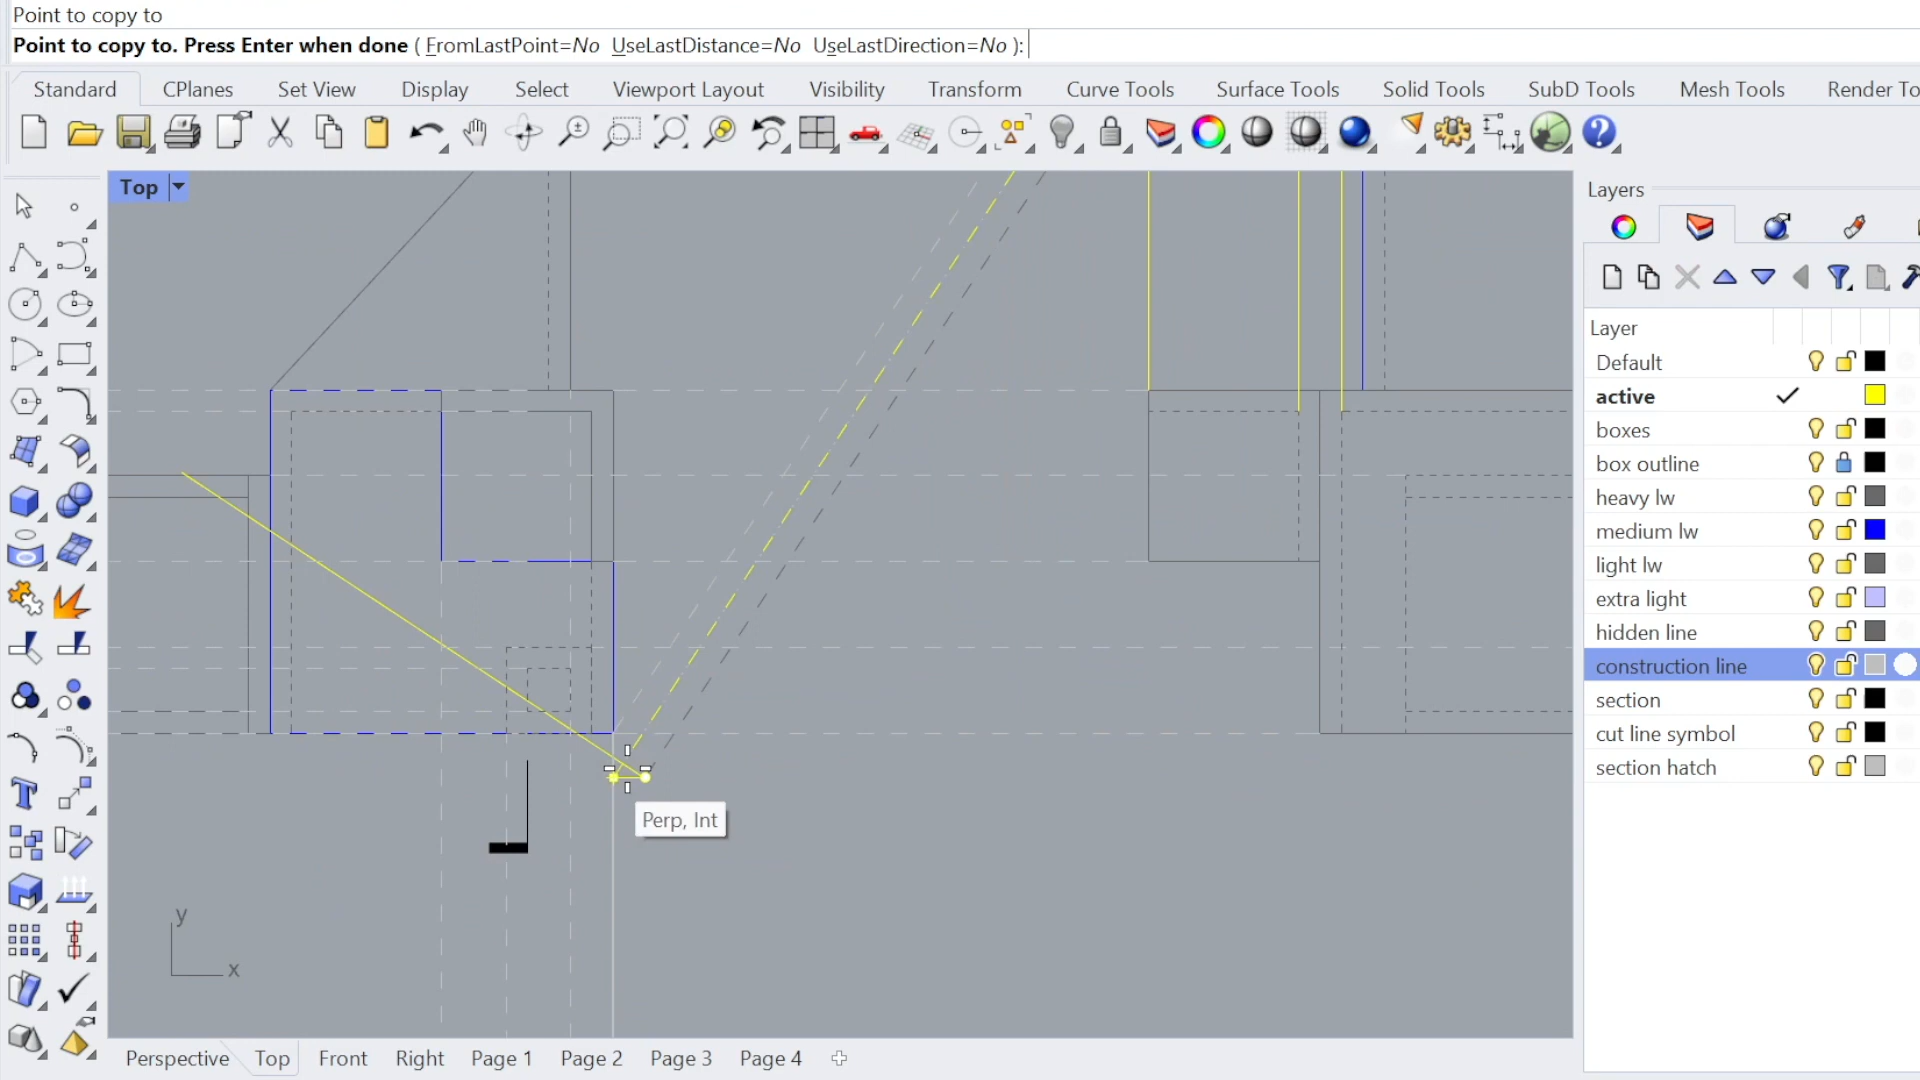 Point to copy to
Point to copy to. Press Enter when done ( FromLastPoint=No UseLastDistance=No UseLastDirection=No ):
Standard CPlanes Set View Display Select Viewport Layout Visibility Transform Curve Tools Surface Tools Solid Tools SubD Tools Mesh Tools Render To
Top
Layers
Layer
Default
active
boxes
box outline
heavy lw
medium lw
light lw
extra light
hidden line
construction line
section
cut line symbol
section hatch
Perp, Int
y
x
Perspective Top Front Right Page 1 Page 2 Page 3 Page 4